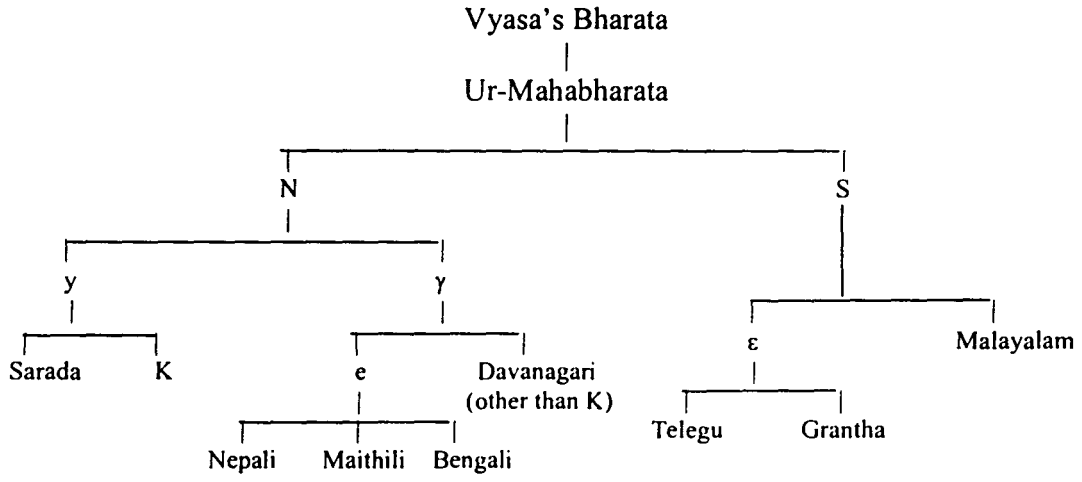 Vyasa's Bharata
Ur-Mahabharata
N S
y γ
ε Malayalam
Sarada K e Davanagari
(other than K)
Telegu Grantha
Nepali Maithili Bengali